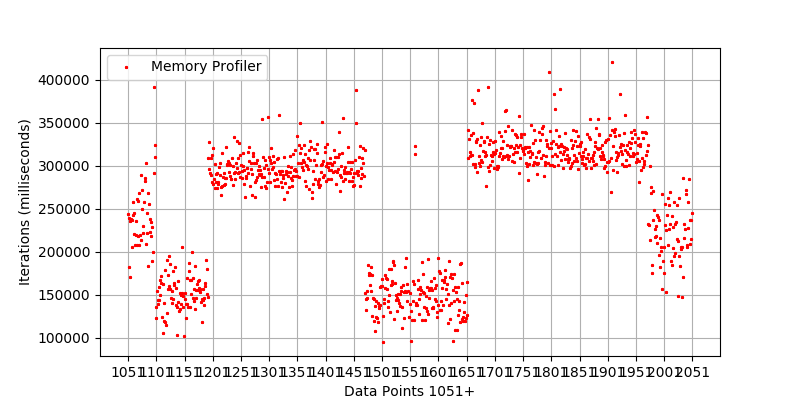 Memory Profiler
400000
350000
300000
250000
200000
150000
100000
Iterations (milliseconds)
1051 1101 1151 1201 1251 1301 1351 1401 1451 1501 1551 1601 1651 1701 1751 1801 1851 1901 1951 2001 2051
Data Points 1051+